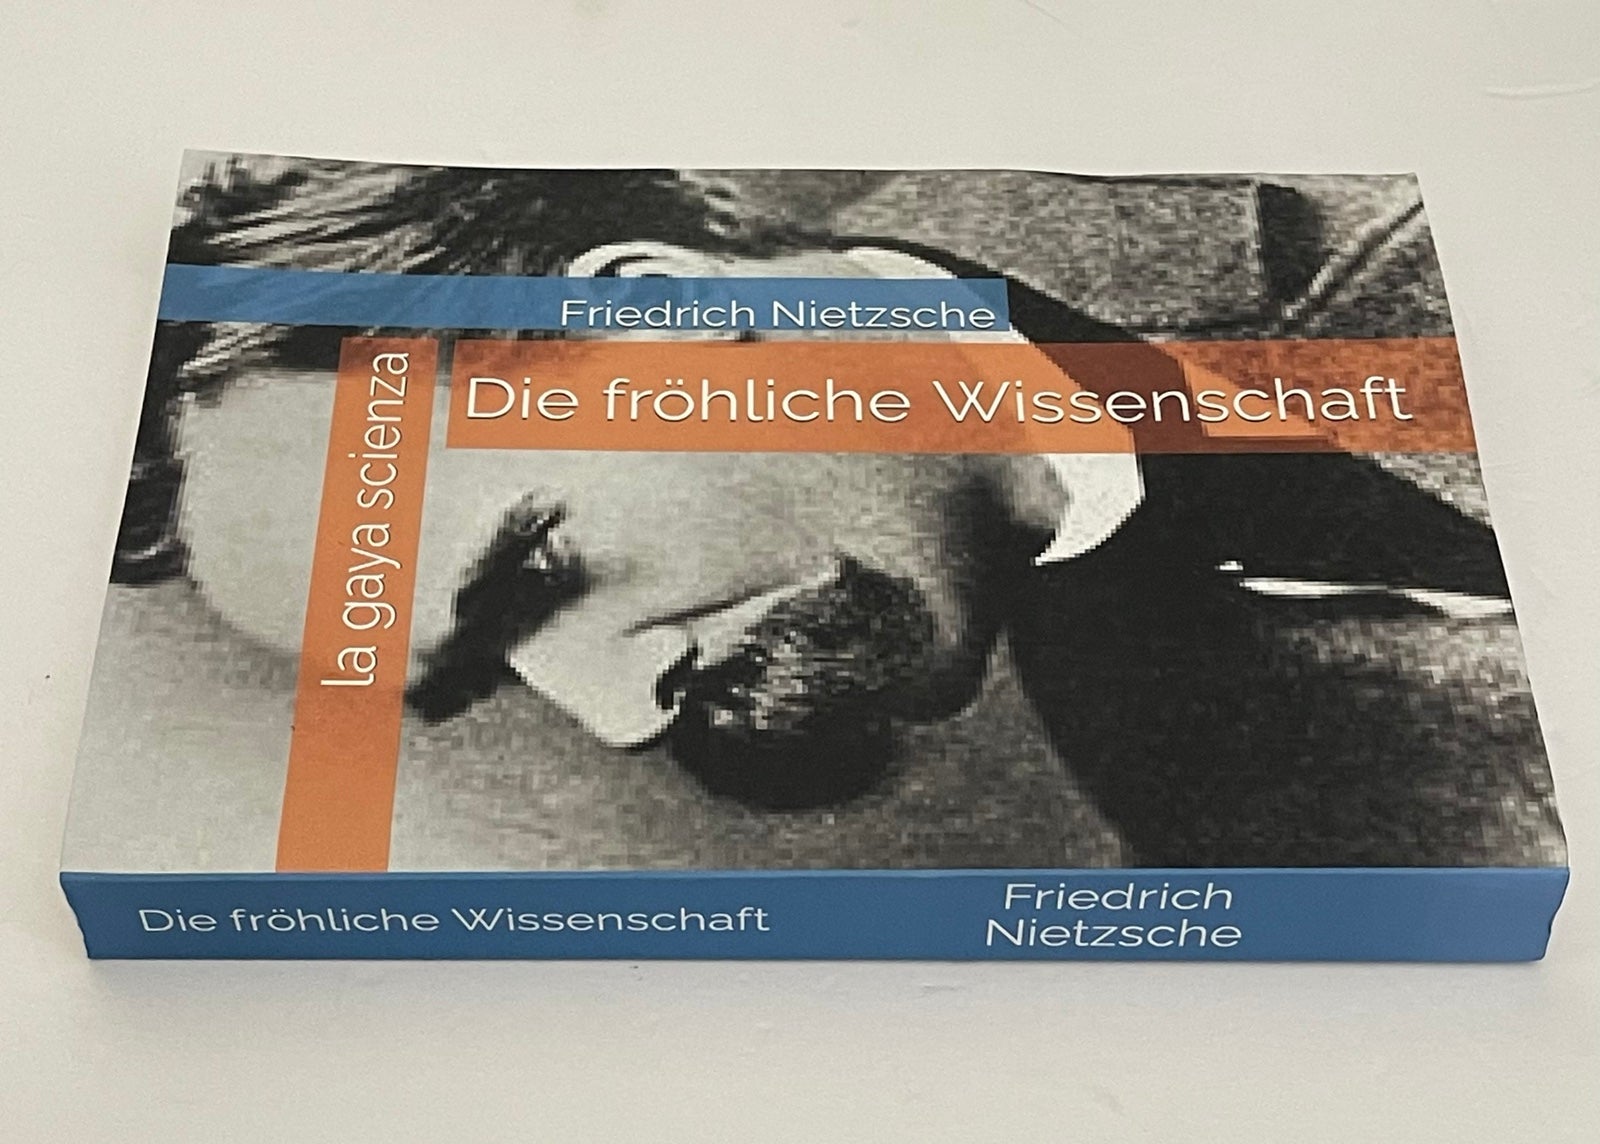 Friedrich Nietzsche
Die fröhliche Wissenschaft
la gaya scienza
Die fröhliche Wissenschaft
Friedrich
Nietzsche